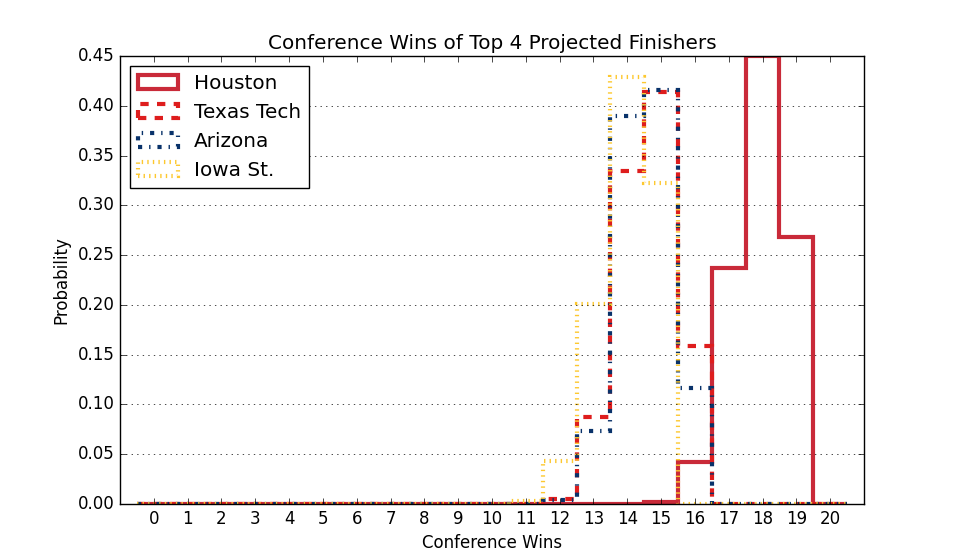 Conference Wins of Top 4 Projected Finishers
Houston
Texas Tech
Arizona
Iowa St.
0.45
0.40
0.35
0.30
0.25
0.20
0.15
0.10
0.05
0.00
Probability
0 1 2 3 4 5 6 7 8 9 10 11 12 13 14 15 16 17 18 19 20
Conference Wins